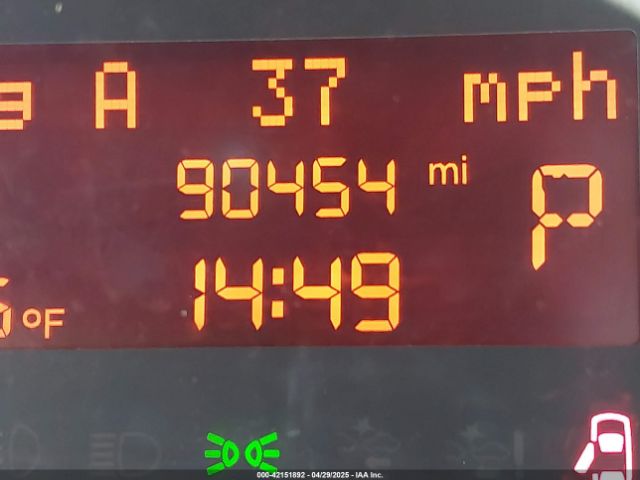 A 37 mph
90454 mi P
14:49
°F
000-42151892 - 04/29/2025 - IAA Inc.